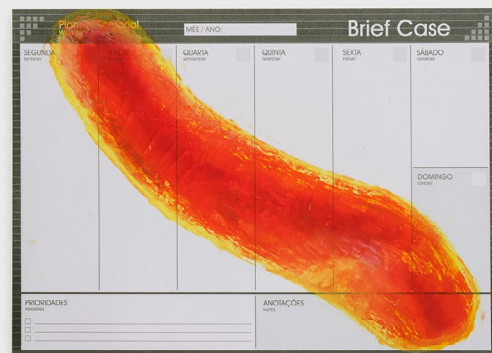 MÊS / ANO:
Brief Case
SEGUNDA
MONDAY
QUARTA
WEDNESDAY
QUINTA
THURSDAY
SEXTA
FRIDAY
SÁBADO
SATURDAY
DOMINGO
SUNDAY
PRIORIDADES
PRIORITIES
ANOTAÇÕES
NOTES